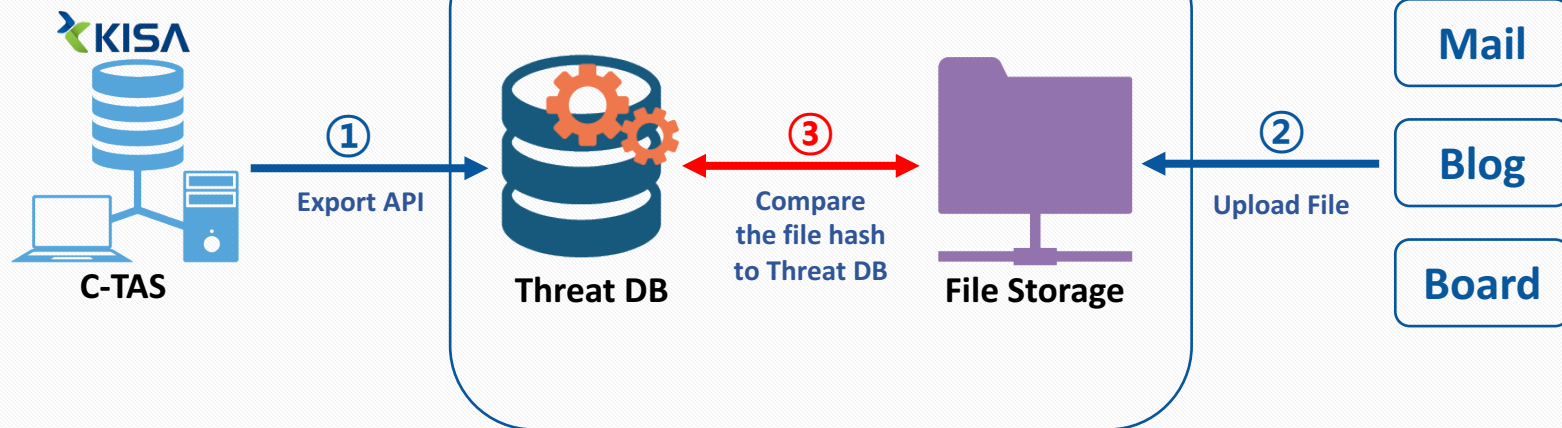 KISA
C-TAS
①
Export API
Threat DB
③
Compare
the file hash
to Threat DB
File Storage
②
Upload File
Mail
Blog
Board